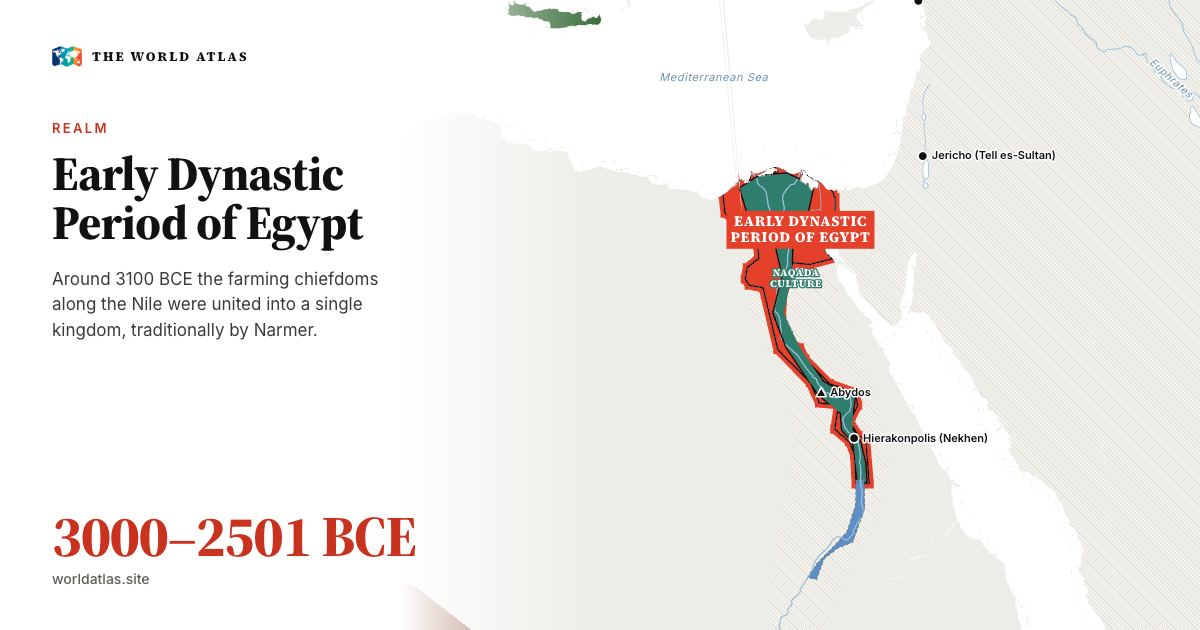 THE WORLD ATLAS
REALM
Early Dynastic
Period of Egypt
Around 3100 BCE the farming chiefdoms
along the Nile were united into a single
kingdom, traditionally by Narmer.
3000–2501 BCE
worldatlas.site
Mediterranean Sea
Euphrates
Jericho (Tell es-Sultan)
EARLY DYNASTIC
PERIOD OF EGYPT
NAQADA
CULTURE
Abydos
Hierakonpolis (Nekhen)